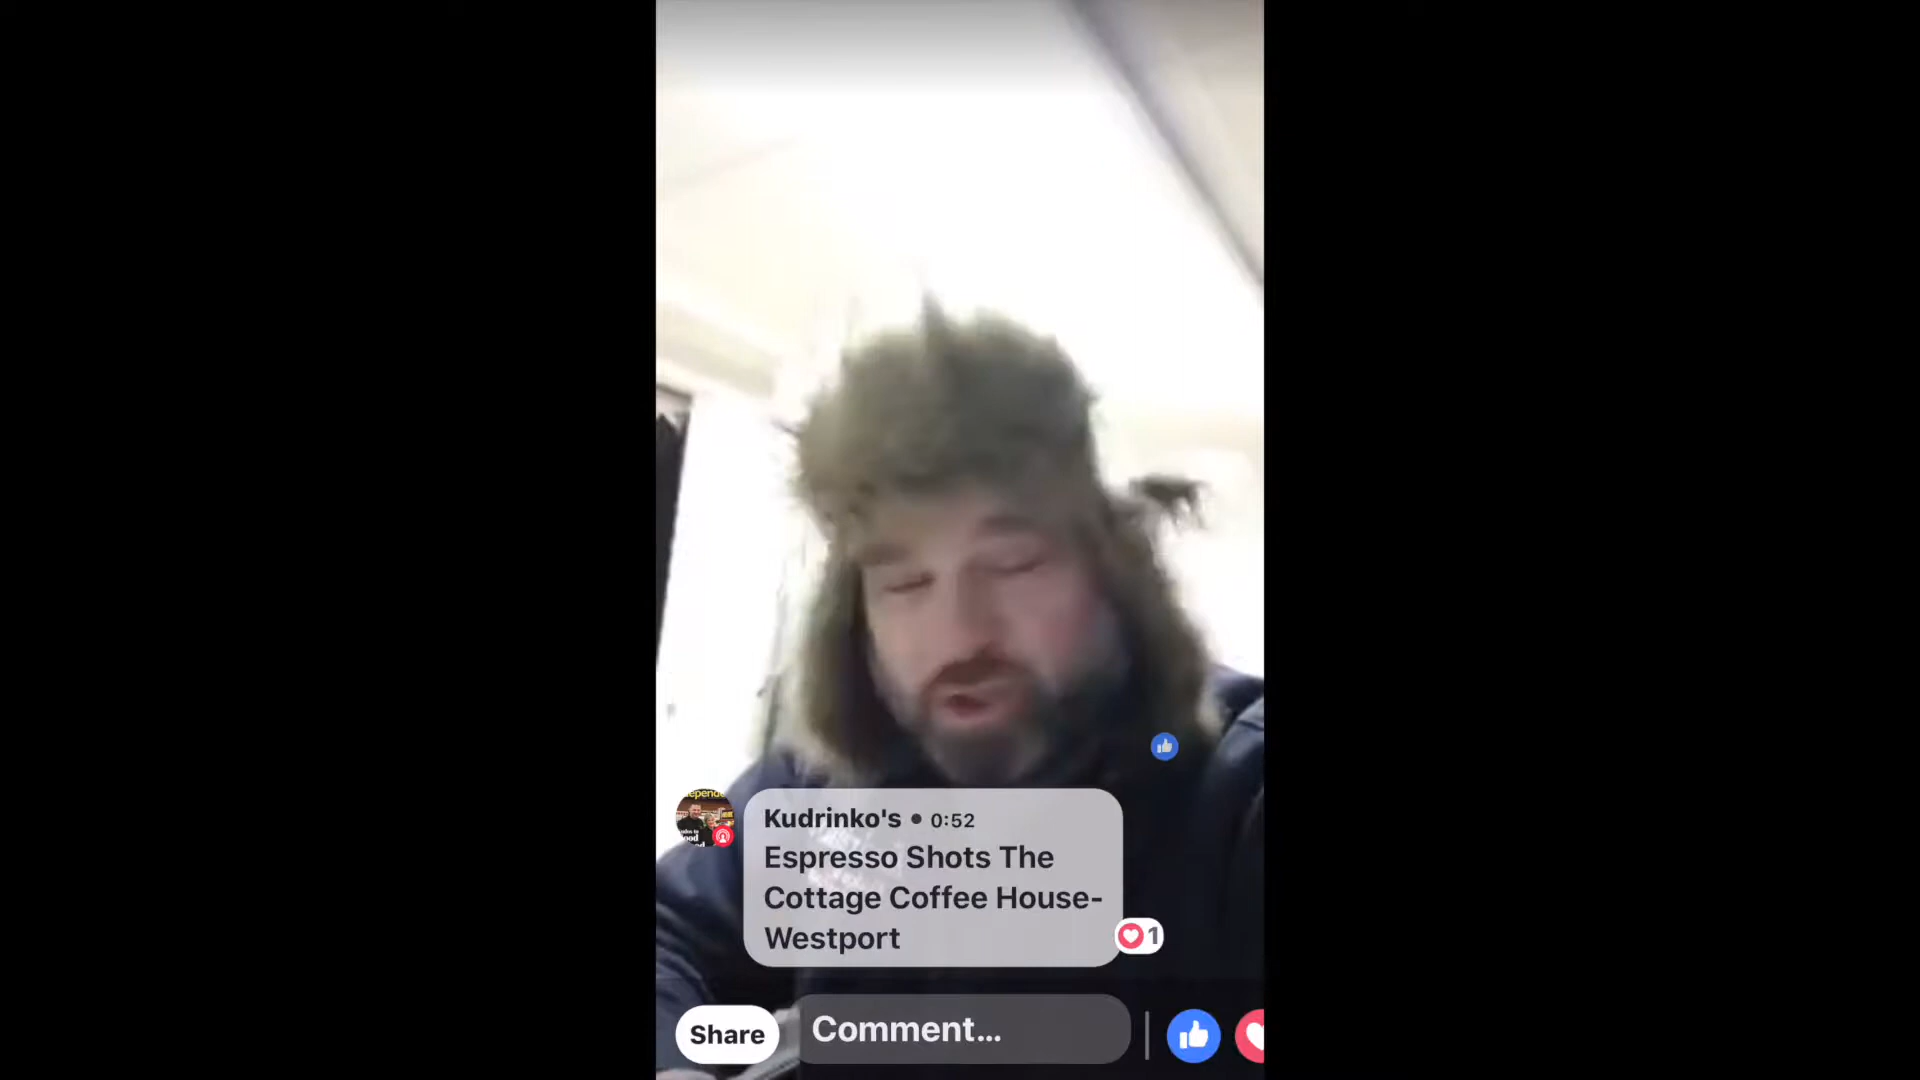 Kudrinko's • 0:52
Espresso Shots The
Cottage Coffee House-
Westport
1
Share
Comment...